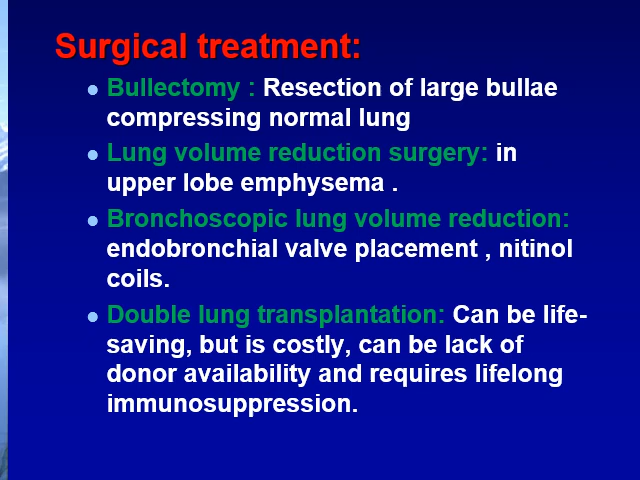 Surgical treatment:
Bullectomy : Resection of large bullae
compressing normal lung
Lung volume reduction surgery: in
upper lobe emphysema .
Bronchoscopic lung volume reduction:
endobronchial valve placement , nitinol
coils.
Double lung transplantation: Can be life-
saving, but is costly, can be lack of
donor availability and requires lifelong
immunosuppression.